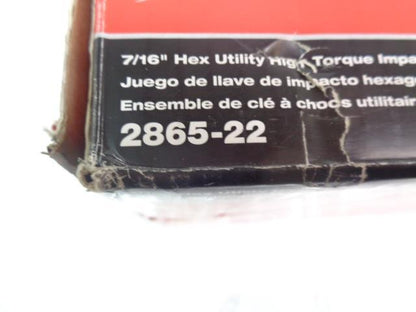 7/16" Hex Utility High Torque Impa
Juego de llave de impacto hexag
Ensemble de clé à chocs utilitair
2865-22